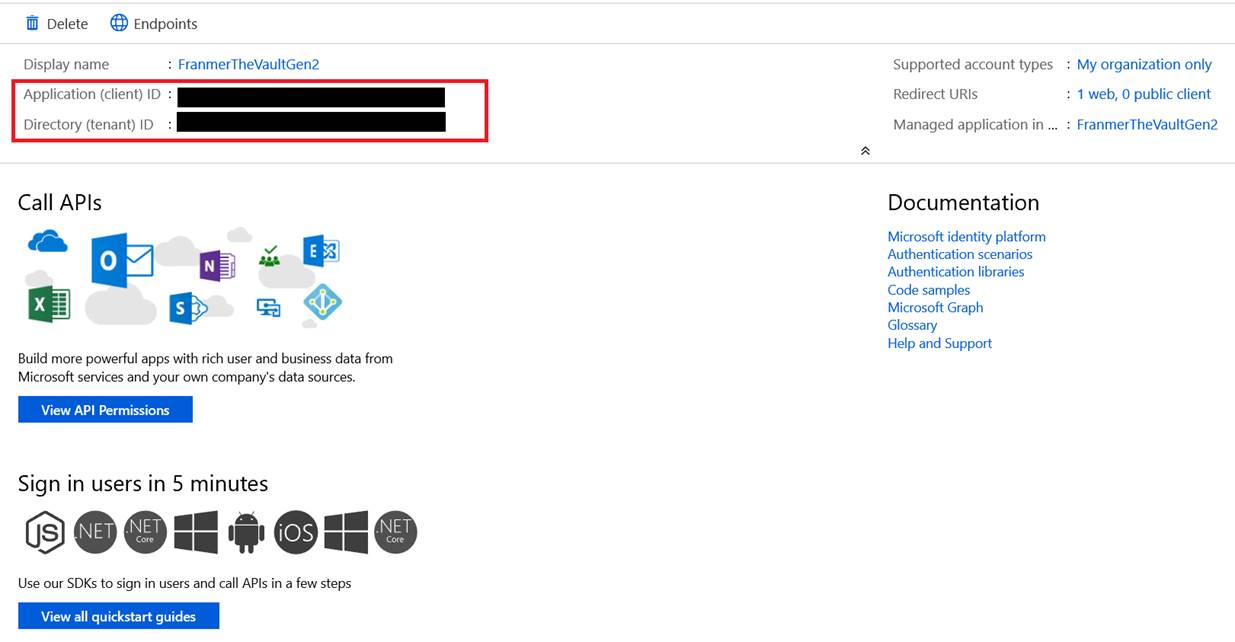 Delete Endpoints
Display name : FranmerTheVaultGen2
Application (client) ID :
Directory (tenant) ID :
Supported account types : My organization only
Redirect URIs : 1 web, 0 public client
Managed application in ... : FranmerTheVaultGen2
Call APIs
O
N
E
X
S
Build more powerful apps with rich user and business data from
Microsoft services and your own company's data sources.
View API Permissions
Documentation
Microsoft identity platform
Authentication scenarios
Authentication libraries
Code samples
Microsoft Graph
Glossary
Help and Support
Sign in users in 5 minutes
JS .NET .NET Core iOS .NET Core
Use our SDKs to sign in users and call APIs in a few steps
View all quickstart guides